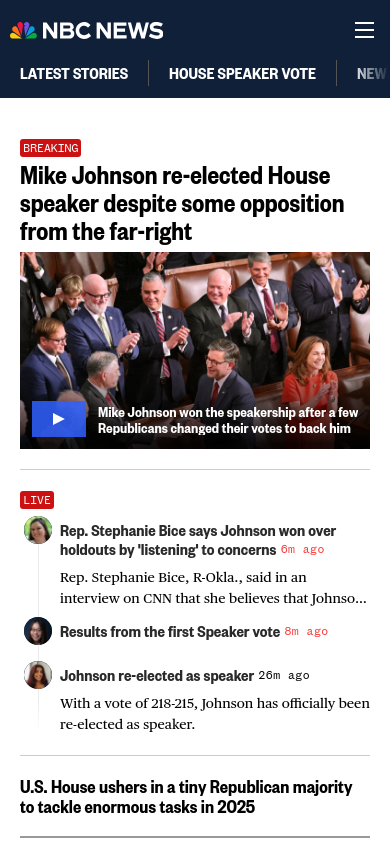 NBC NEWS
LATEST STORIES
HOUSE SPEAKER VOTE
NEW
BREAKING
Mike Johnson re-elected House
speaker despite some opposition
from the far-right
Mike Johnson won the speakership after a few
Republicans changed their votes to back him
LIVE
Rep. Stephanie Bice says Johnson won over
holdouts by 'listening' to concerns 6m ago
Rep. Stephanie Bice, R-Okla., said in an
interview on CNN that she believes that Johnso...
Results from the first Speaker vote 8m ago
Johnson re-elected as speaker 26m ago
With a vote of 218-215, Johnson has officially been
re-elected as speaker.
U.S. House ushers in a tiny Republican majority
to tackle enormous tasks in 2025